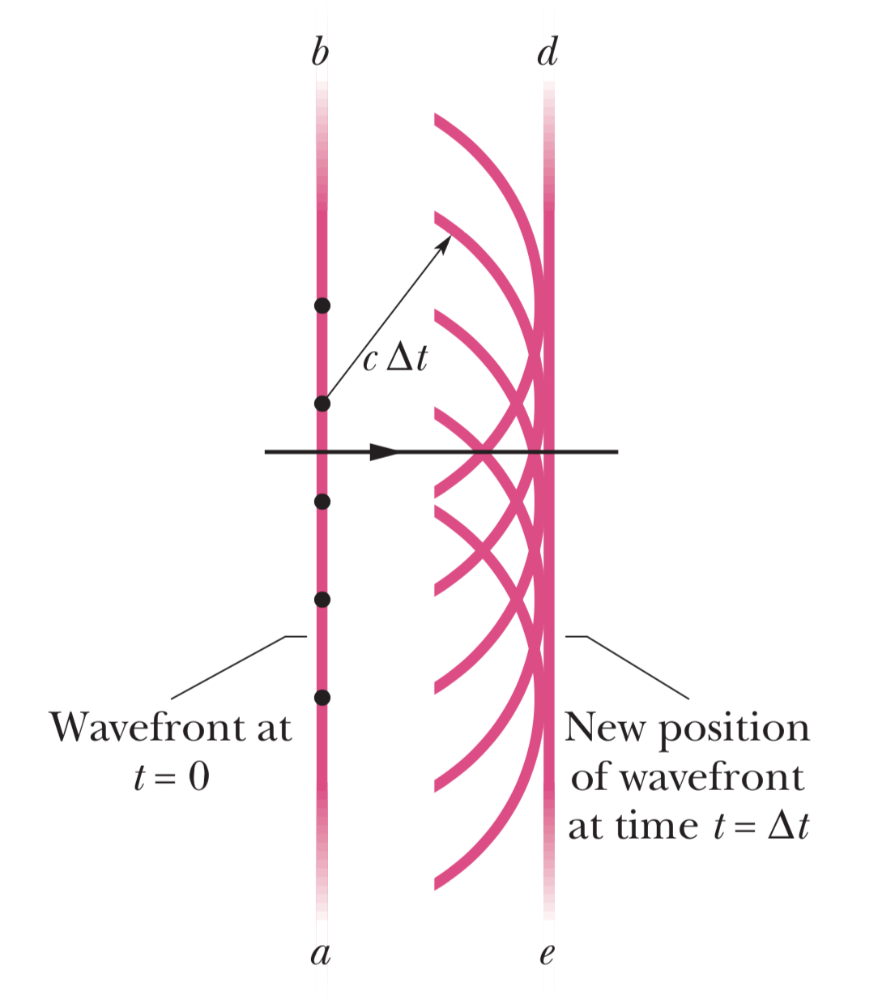 b
d
c Δt
Wavefront at
t = 0
New position
of wavefront
at time t = Δt
a
e